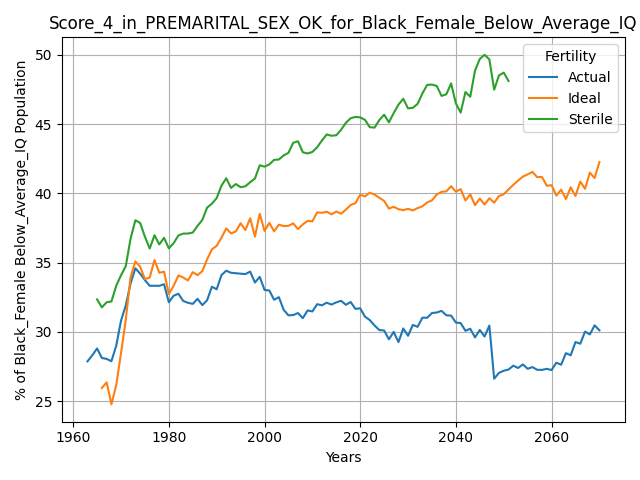 Score_4_in_PREMARITAL_SEX_OK_for_Black_Female_Below_Average_IQ
% of Black_Female Below_Average_IQ Population
50
45
40
35
30
25
Fertility
Actual
Ideal
Sterile
1960 1980 2000 2020 2040 2060
Years